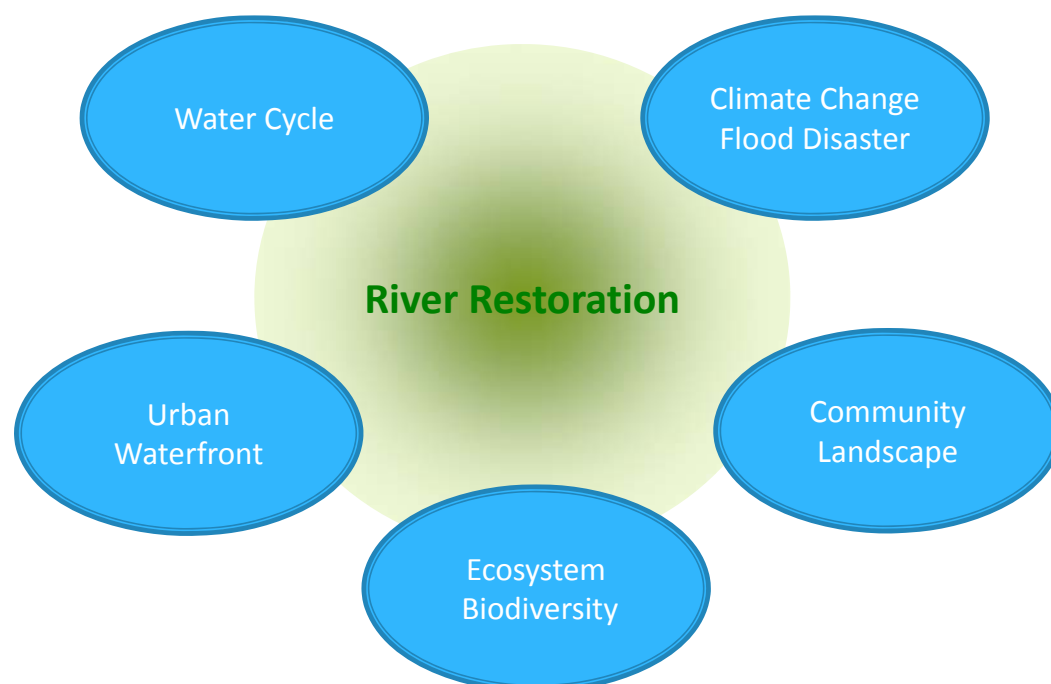 Water Cycle
Climate Change
Flood Disaster
River Restoration
Urban
Waterfront
Community
Landscape
Ecosystem
Biodiversity